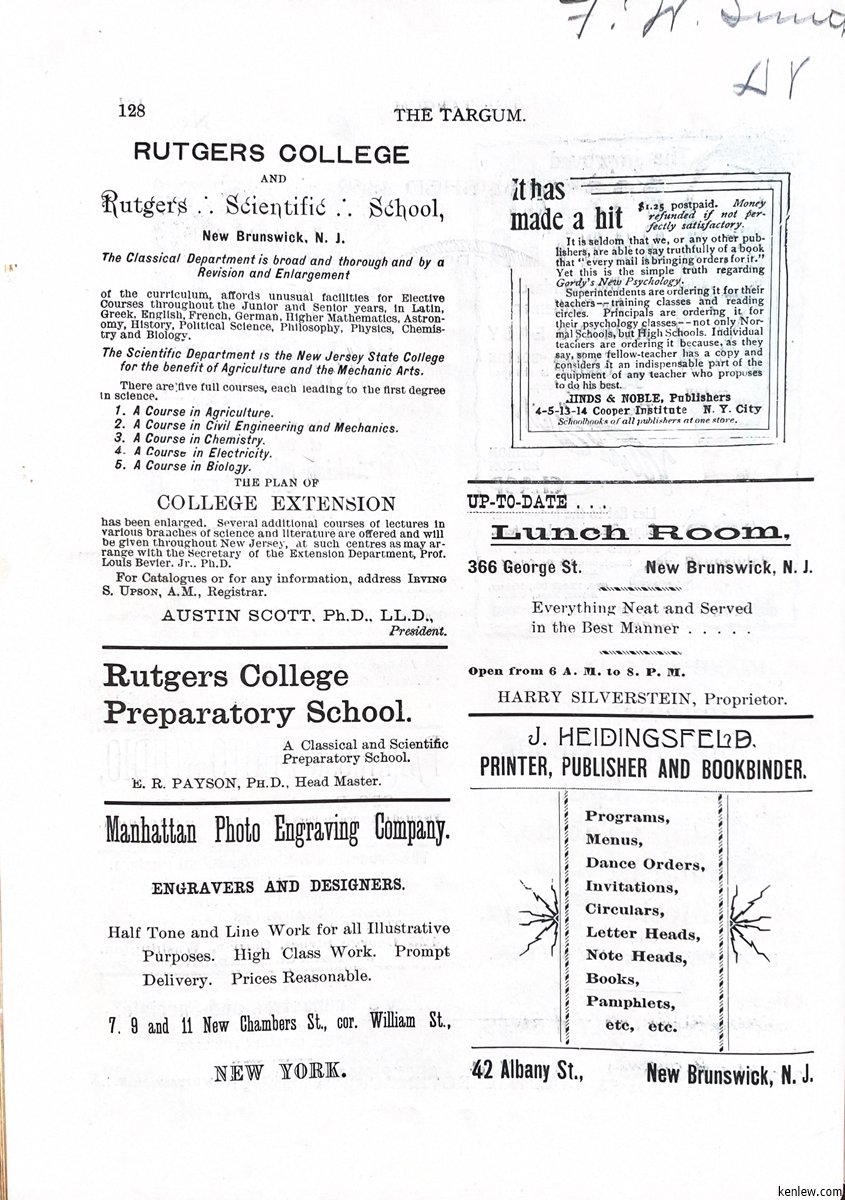 F. W.
128
THE TARGUM.
RUTGERS COLLEGE
AND
Rutgers ∴ Scientific ∴ School,
New Brunswick, N. J.
The Classical Department is broad and thorough and by a
Revision and Enlargement
of the curriculum, affords unusual facilities for Elective
Courses throughout the Junior and Senior years, in Latin,
Greek, English, French, German, Higher Mathematics, Astron-
omy, History, Political Science, Philosophy, Physics, Chemis-
try and Biology.
The Scientific Department is the New Jersey State College
for the benefit of Agriculture and the Mechanic Arts.
There are five full courses, each leading to the first degree
in science.
1. A Course in Agriculture.
2. A Course in Civil Engineering and Mechanics.
3. A Course in Chemistry.
4. A Course in Electricity.
5. A Course in Biology.
THE PLAN OF
COLLEGE EXTENSION
has been enlarged. Several additional courses of lectures in
various branches of science and literature are offered and will
be given throughout New Jersey, at such centres as may ar-
range with the Secretary of the Extension Department, Prof.
Louis Bevier. Jr., Ph.D.
For Catalogues or for any information, address IRVING
S. UPSON, A.M., Registrar.
AUSTIN SCOTT. Ph.D., LL.D.,
President.
Rutgers College
Preparatory School.
A Classical and Scientific
Preparatory School.
E. R. PAYSON, PH.D., Head Master.
Manhattan Photo Engraving Company.
ENGRAVERS AND DESIGNERS.
Half Tone and Line Work for all Illustrative
Purposes. High Class Work. Prompt
Delivery. Prices Reasonable.
7, 9 and 11 New Chambers St., cor. William St.,
NEW YORK.
It has
made a hit
$1.25 postpaid. Money
refunded if not per-
fectly satisfactory.
It is seldom that we, or any other pub-
lishers, are able to say truthfully of a book
that "every mail is bringing orders for it."
Yet this is the simple truth regarding
Gordy's New Psychology.
Superintendents are ordering it for their
teachers—training classes and reading
circles. Principals are ordering it for
their psychology classes—not only Nor-
mal Schools, but High Schools. Individual
teachers are ordering it because, as they
say, some fellow-teacher has a copy and
considers it an indispensable part of the
equipment of any teacher who proposes
to do his best.
HINDS & NOBLE, Publishers
4-5-13-14 Cooper Institute N. Y. City
Schoolbooks of all publishers at one store.
UP-TO-DATE . . .
Lunch Room,
366 George St. New Brunswick, N. J.
Everything Neat and Served
in the Best Manner . . . . .
Open from 6 A. M. to 8. P. M.
HARRY SILVERSTEIN, Proprietor.
J. HEIDINGSFELD.
PRINTER, PUBLISHER AND BOOKBINDER.
Programs,
Menus,
Dance Orders,
Invitations,
Circulars,
Letter Heads,
Note Heads,
Books,
Pamphlets,
etc, etc.
42 Albany St., New Brunswick, N. J.
kenlew.com